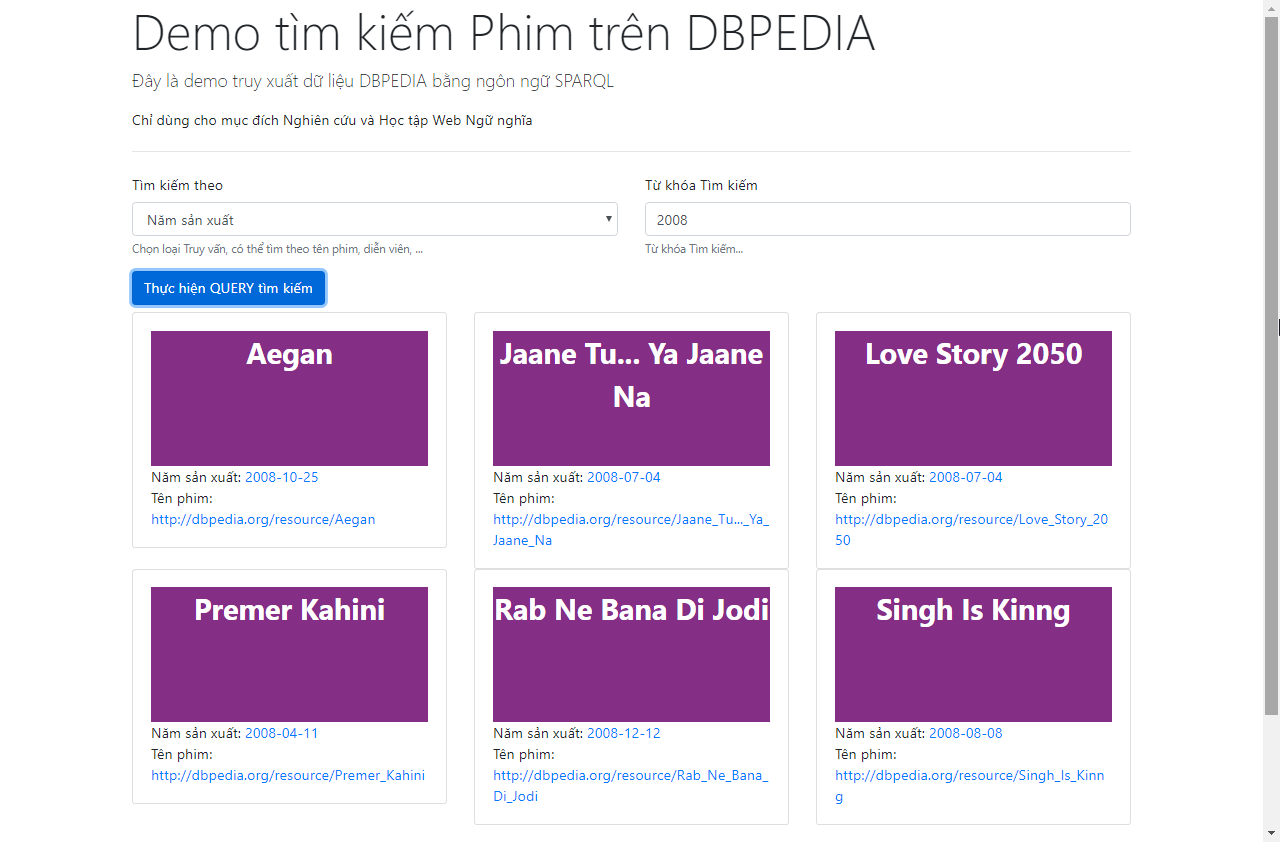 Demo tìm kiếm Phim trên DBPEDIA
Đây là demo truy xuất dữ liệu DBPEDIA bằng ngôn ngữ SPARQL
Chỉ dùng cho mục đích Nghiên cứu và Học tập Web Ngữ nghĩa
Tìm kiếm theo
Năm sản xuất
Chọn loại Truy vấn, có thể tìm theo tên phim, diễn viên, ...
Từ khóa Tìm kiếm
2008
Từ khóa Tìm kiếm...
Thực hiện QUERY tìm kiếm
Aegan
Năm sản xuất: 2008-10-25
Tên phim:
http://dbpedia.org/resource/Aegan
Jaane Tu... Ya Jaane
Na
Năm sản xuất: 2008-07-04
Tên phim:
http://dbpedia.org/resource/Jaane_Tu..._Ya_
Jaane_Na
Love Story 2050
Năm sản xuất: 2008-07-04
Tên phim:
http://dbpedia.org/resource/Love_Story_20
50
Premer Kahini
Năm sản xuất: 2008-04-11
Tên phim:
http://dbpedia.org/resource/Premer_Kahini
Rab Ne Bana Di Jodi
Năm sản xuất: 2008-12-12
Tên phim:
http://dbpedia.org/resource/Rab_Ne_Bana_
Di_Jodi
Singh Is Kinng
Năm sản xuất: 2008-08-08
Tên phim:
http://dbpedia.org/resource/Singh_Is_Kinn
g